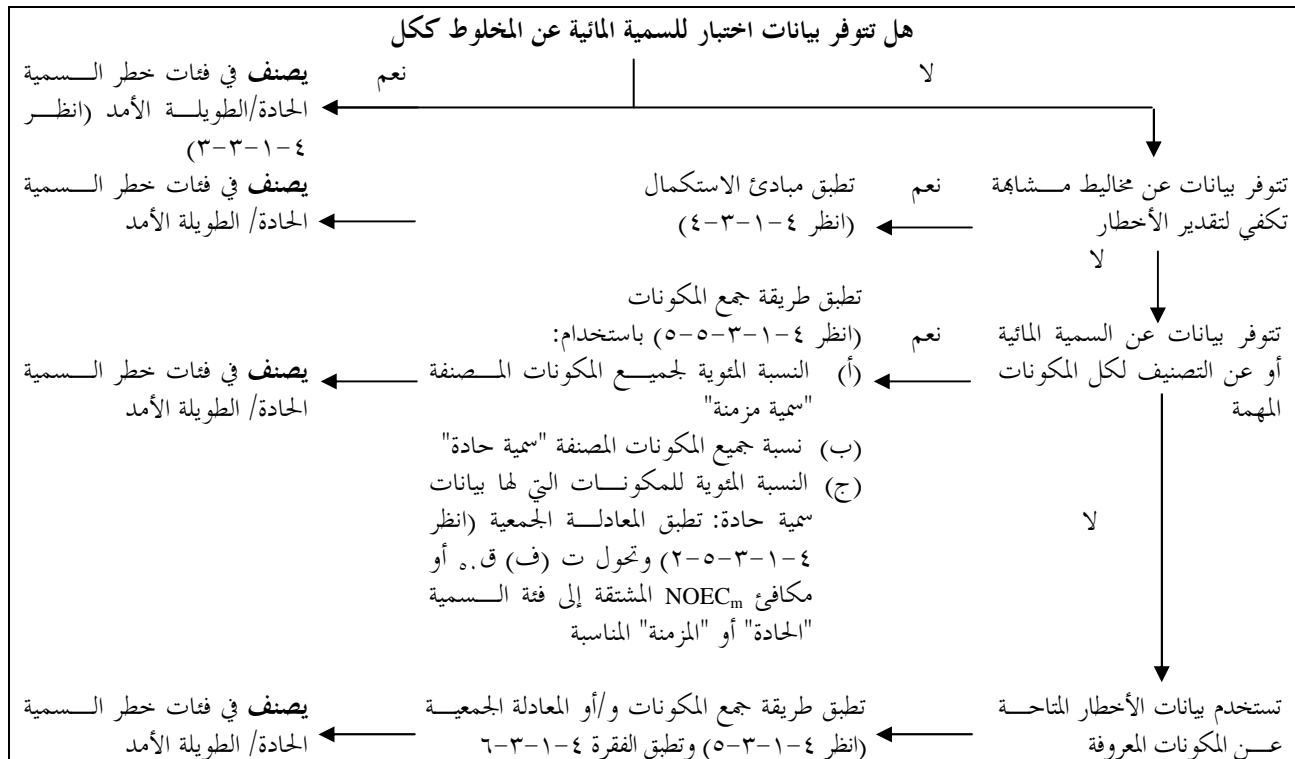 هل تتوفر بيانات اختبار للسمية المائية عن المخلوط ككل
لا
نعم
يصنف في فئات خطر السمية
الحادة/الطويلة الأمد (انظر
٤-١-٣-٣)
تتوفر بيانات عن مخاليط مشابهة
تكفي لتقدير الأخطار
نعم
تطبق مبادئ الاستكمال
(انظر ٤-١-٣-٤)
يصنف في فئات خطر السمية
الحادة/ الطويلة الأمد
لا
تتوفر بيانات عن السمية المائية
أو عن التصنيف لكل المكونات
المهمة
نعم
تطبق طريقة جمع المكونات
(انظر ٤-١-٣-٥-٥) باستخدام:
(أ) النسبة المئوية لجميع المكونات المصنفة
"سمية مزمنة"
(ب) نسبة جميع المكونات المصنفة "سمية حادة"
(ج) النسبة المئوية للمكونات التي لها بيانات
سمية حادة: تطبق المعادلة الجمعية (انظر
٤-١-٣-٥-٢) وتحول ت (ف) ق٥٠ أو
مكافئ NOECm المشتقة إلى فئة السمية
"الحادة" أو "المزمنة" المناسبة
يصنف في فئات خطر السمية
الحادة/ الطويلة الأمد
لا
تستخدم بيانات الأخطار المتاحة
عن المكونات المعروفة
تطبق طريقة جمع المكونات و/أو المعادلة الجمعية
(انظر ٤-١-٣-٥) وتطبق الفقرة ٤-١-٣-٦
يصنف في فئات خطر السمية
الحادة/ الطويلة الأمد